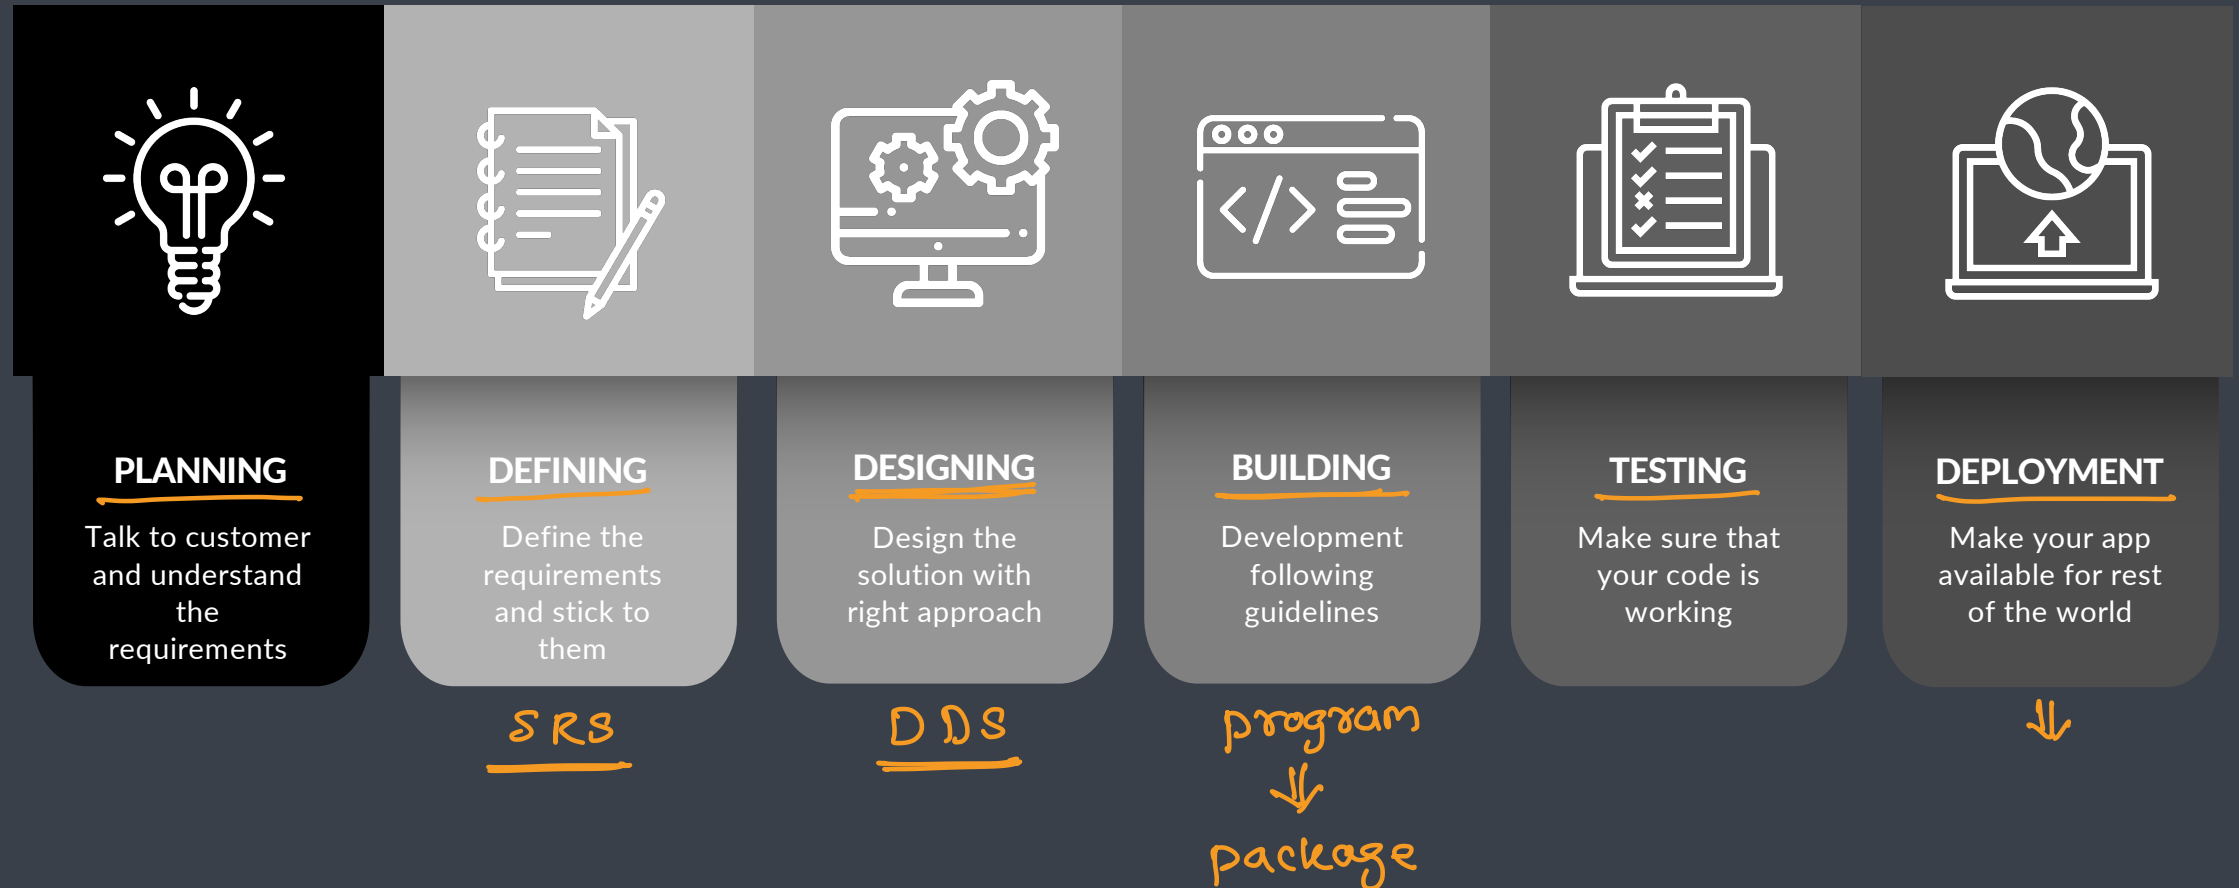 PLANNING
Talk to customer
and understand
the
requirements
DEFINING
Define the
requirements
and stick to
them
SRS
DESIGNING
Design the
solution with
right approach
DDS
BUILDING
Development
following
guidelines
program
package
TESTING
Make sure that
your code is
working
DEPLOYMENT
Make your app
available for rest
of the world